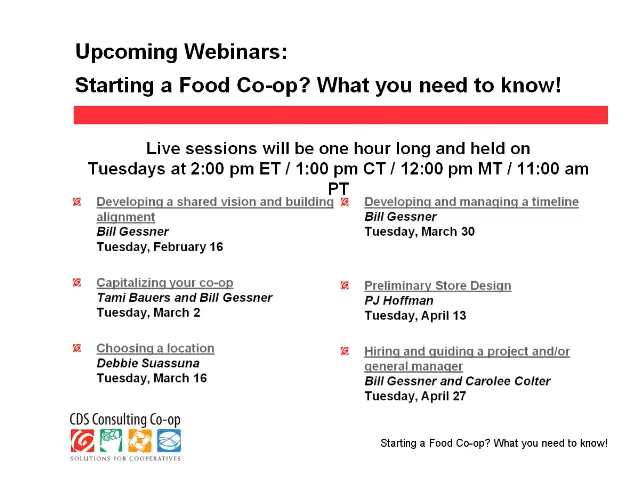 Upcoming Webinars:
Starting a Food Co-op? What you need to know!
Live sessions will be one hour long and held on
Tuesdays at 2:00 pm ET / 1:00 pm CT / 12:00 pm MT / 11:00 am
PT
Developing a shared vision and building
alignment
Bill Gessner
Tuesday, February 16
Capitalizing your co-op
Tami Bauers and Bill Gessner
Tuesday, March 2
Choosing a location
Debbie Suassuna
Tuesday, March 16
Developing and managing a timeline
Bill Gessner
Tuesday, March 30
Preliminary Store Design
PJ Hoffman
Tuesday, April 13
Hiring and guiding a project and/or
general manager
Bill Gessner and Carolee Colter
Tuesday, April 27
CDS Consulting Co-op
SOLUTIONS FOR COOPERATIVES
Starting a Food Co-op? What you need to know!